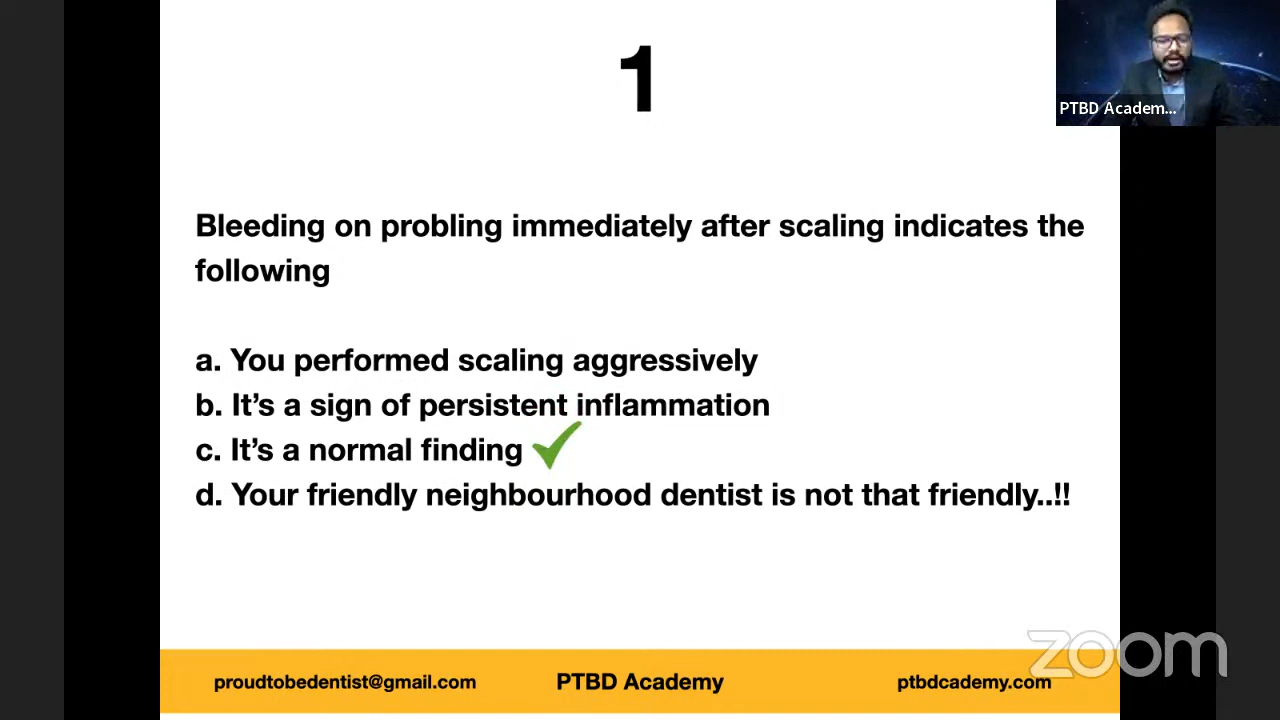 1
PTBD Academ...
Bleeding on probling immediately after scaling indicates the
following
a. You performed scaling aggressively
b. It’s a sign of persistent inflammation
c. It’s a normal finding
d. Your friendly neighbourhood dentist is not that friendly..!!
zoom
proudtobedentist@gmail.com
PTBD Academy
ptbdcademy.com